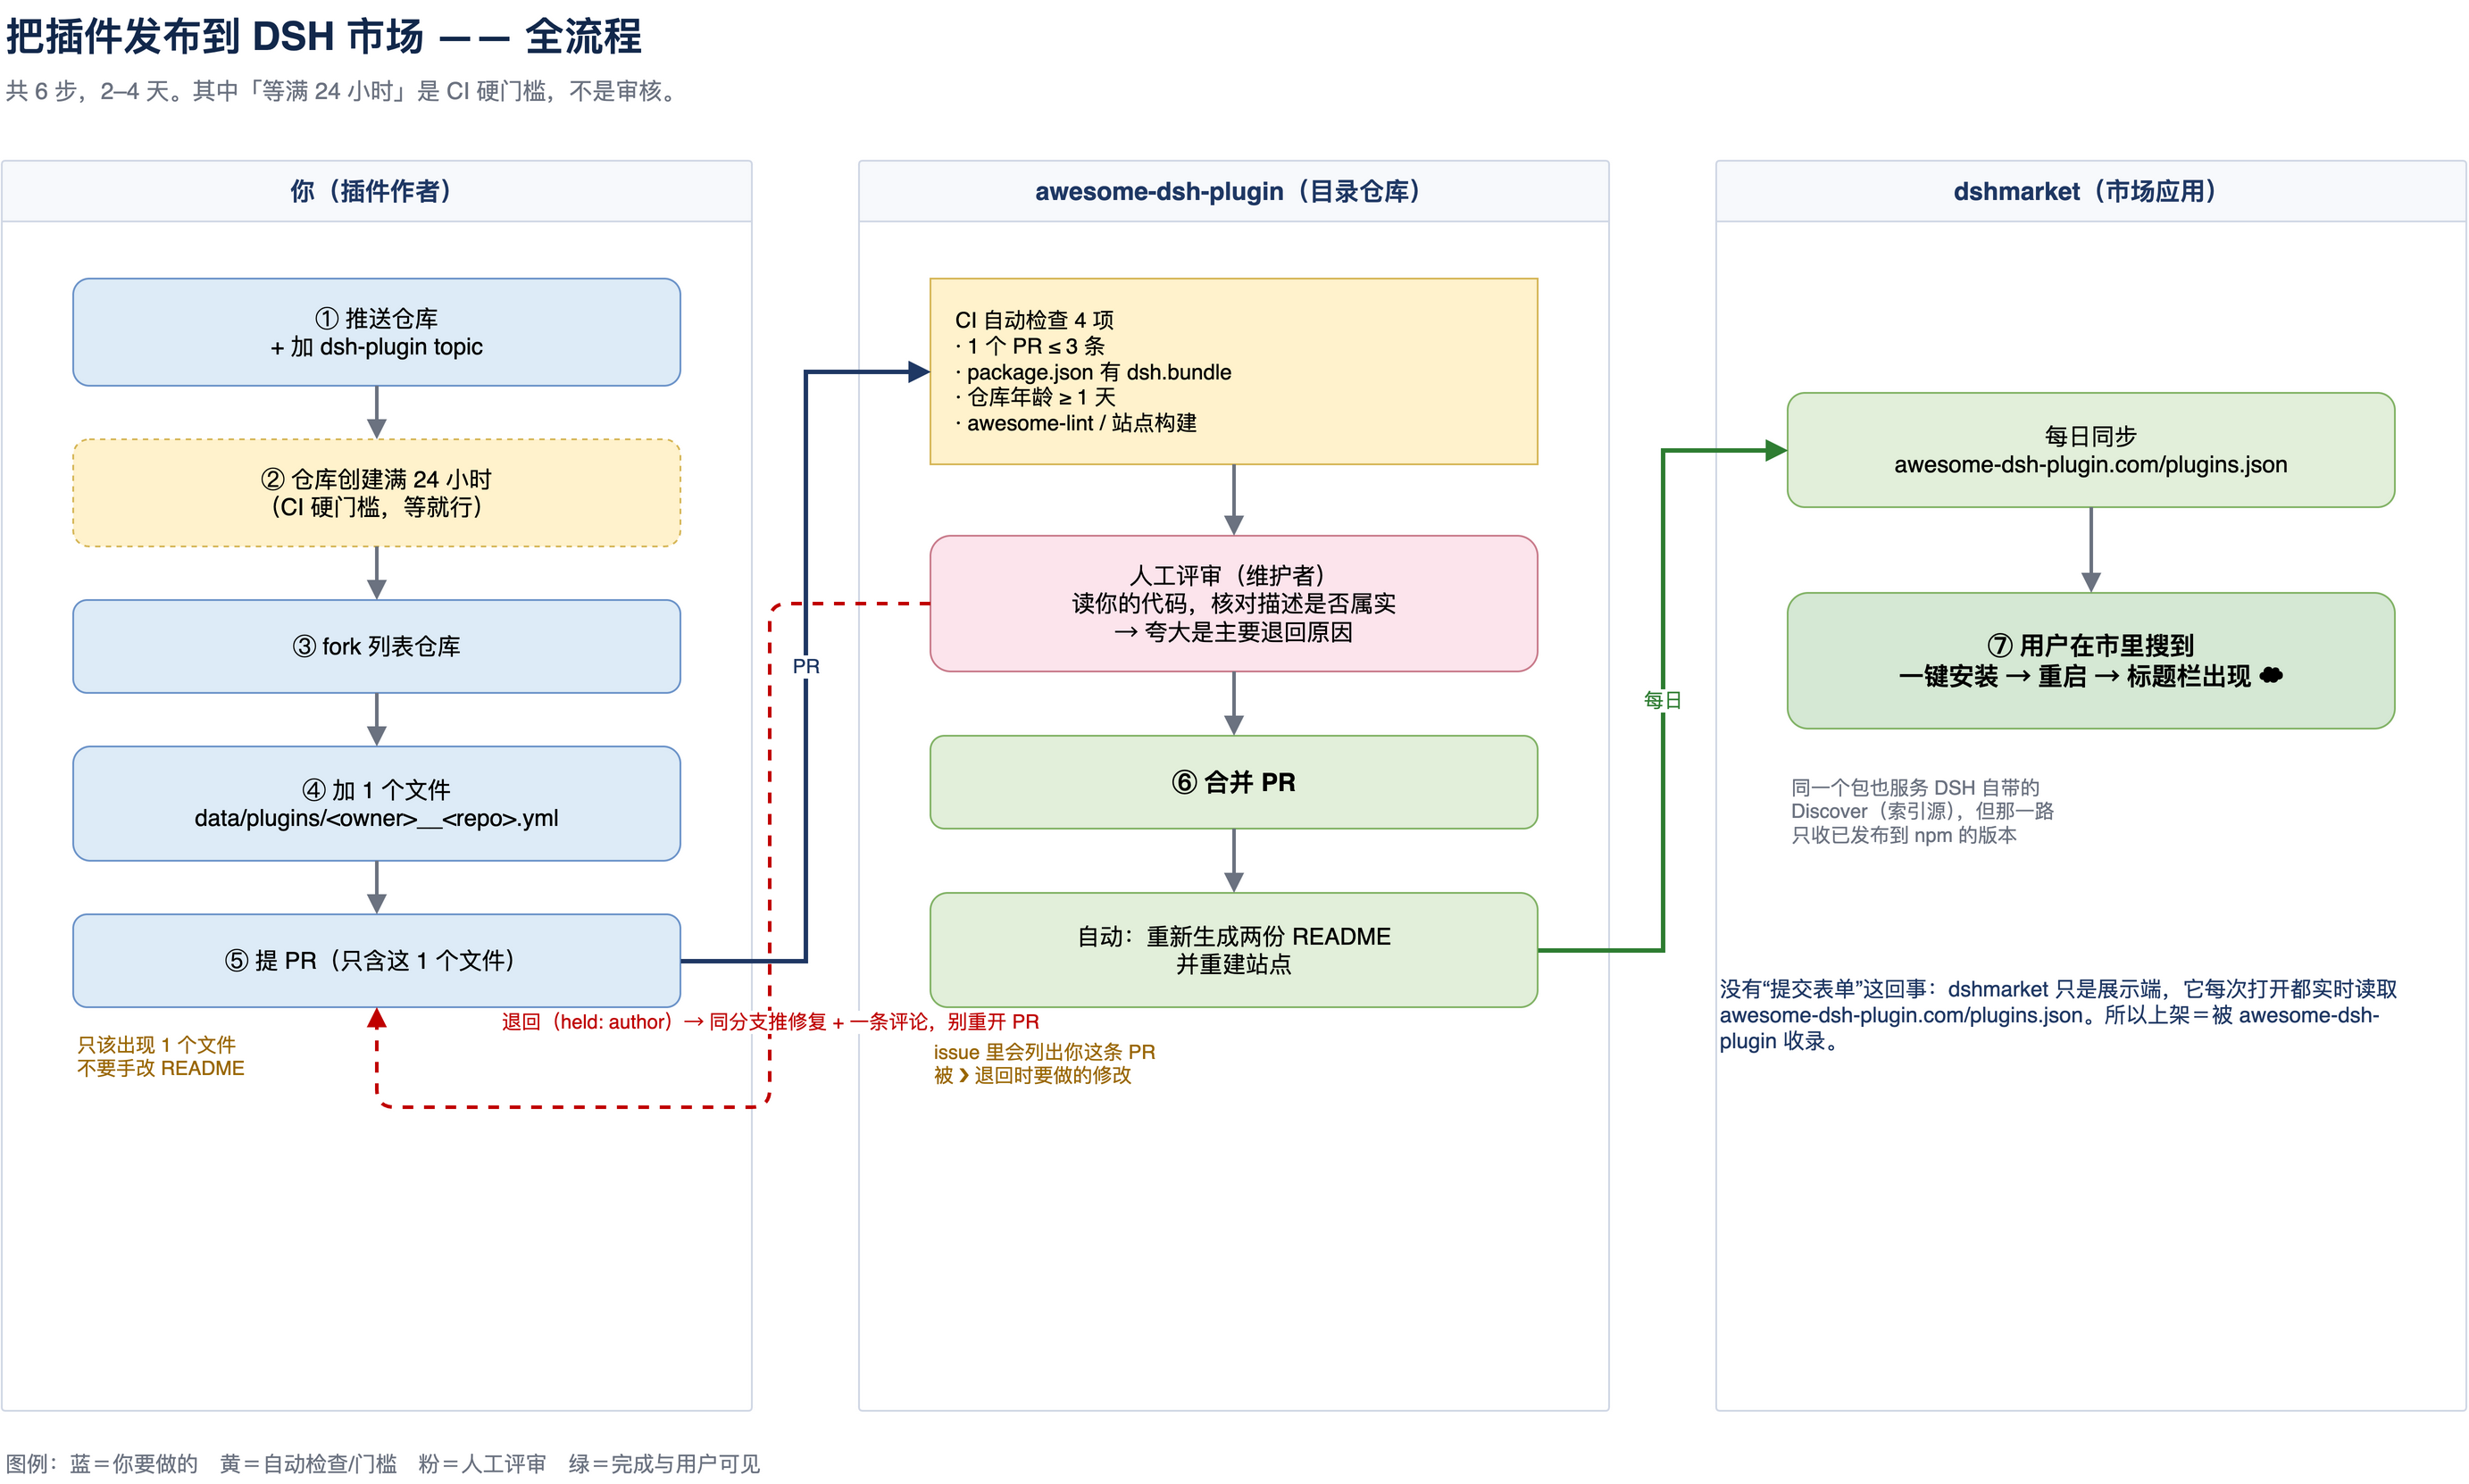 把插件发布到 DSH 市场 —— 全流程
共 6 步，2–4 天。其中「等满 24 小时」是 CI 硬门槛，不是审核。
你（插件作者）
① 推送仓库
+ 加 dsh-plugin topic
② 仓库创建满 24 小时
（CI 硬门槛，等就行）
③ fork 列表仓库
④ 加 1 个文件
data/plugins/<owner>__<repo>.yml
⑤ 提 PR（只含这 1 个文件）
只该出现 1 个文件
不要手改 README
PR
退回（held: author）→ 同分支推修复 + 一条评论，别重开 PR
awesome-dsh-plugin（目录仓库）
CI 自动检查 4 项
· 1 个 PR ≤ 3 条
· package.json 有 dsh.bundle
· 仓库年龄 ≥ 1 天
· awesome-lint / 站点构建
人工评审（维护者）
读你的代码，核对描述是否属实
→ 夸大是主要退回原因
⑥ 合并 PR
自动：重新生成两份 README
并重建站点
issue 里会列出你这条 PR
被 ❯ 退回时要做的修改
每日
dshmarket（市场应用）
每日同步
awesome-dsh-plugin.com/plugins.json
⑦ 用户在市里搜到
一键安装 → 重启 → 标题栏出现
同一个包也服务 DSH 自带的
Discover（索引源），但那一路
只收已发布到 npm 的版本
没有“提交表单”这回事：dshmarket 只是展示端，它每次打开都实时读取
awesome-dsh-plugin.com/plugins.json。所以上架＝被 awesome-dsh-
plugin 收录。
图例：蓝＝你要做的 黄＝自动检查/门槛 粉＝人工评审 绿＝完成与用户可见